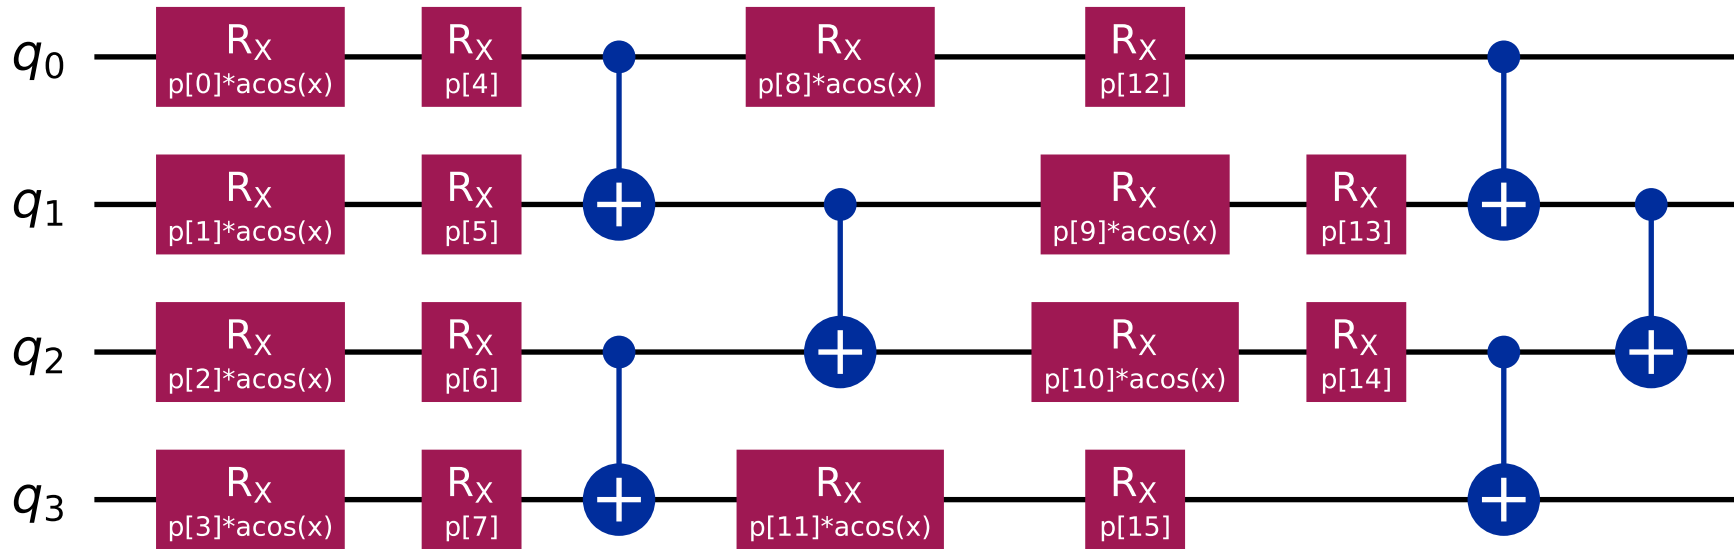 q0 RX RX RX RX
p[0]*acos(x) p[4] p[8]*acos(x) p[12]
q1 RX RX RX RX
p[1]*acos(x) p[5] p[9]*acos(x) p[13]
q2 RX RX RX RX
p[2]*acos(x) p[6] p[10]*acos(x) p[14]
q3 RX RX RX RX
p[3]*acos(x) p[7] p[11]*acos(x) p[15]